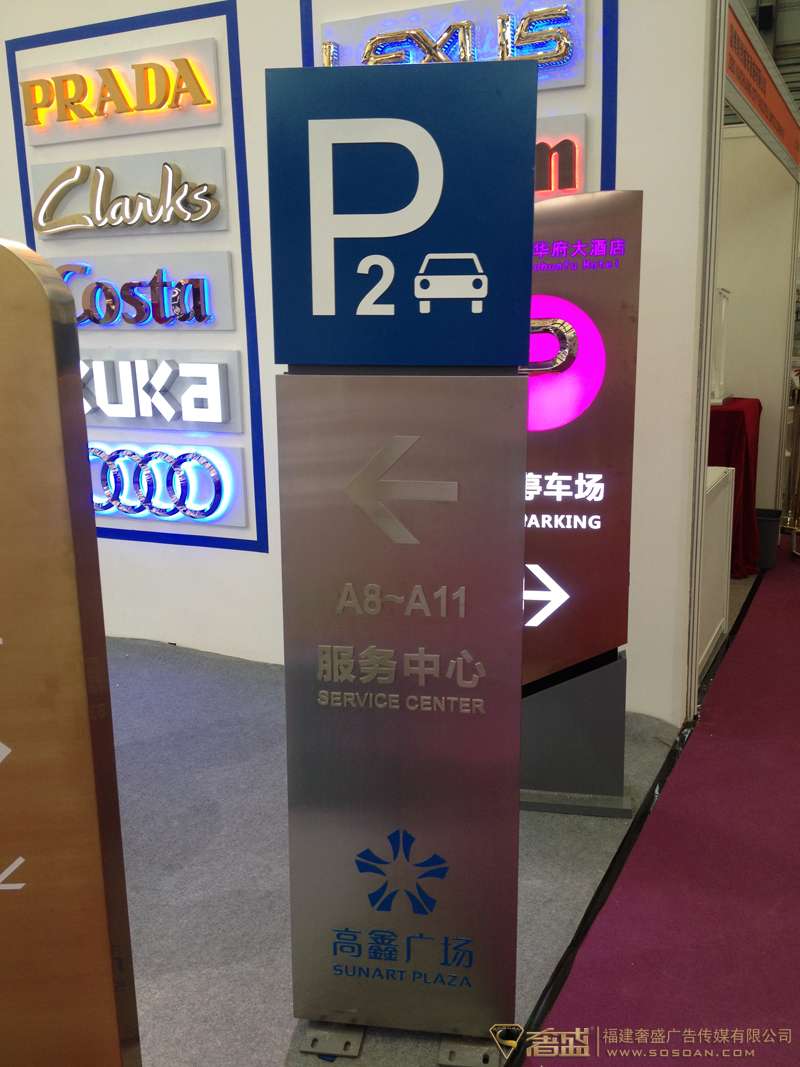 PRADA
Clarks
Costa
KUKa
LEXUS
P
2
A8~A11
服务中心
SERVICE CENTER
高鑫广场
SUNART PLAZA
华府大酒店
Hotel
P
停车场
PARKING
奢盛
福建奢盛广告传媒有限公司
WWW.SOSOAN.COM